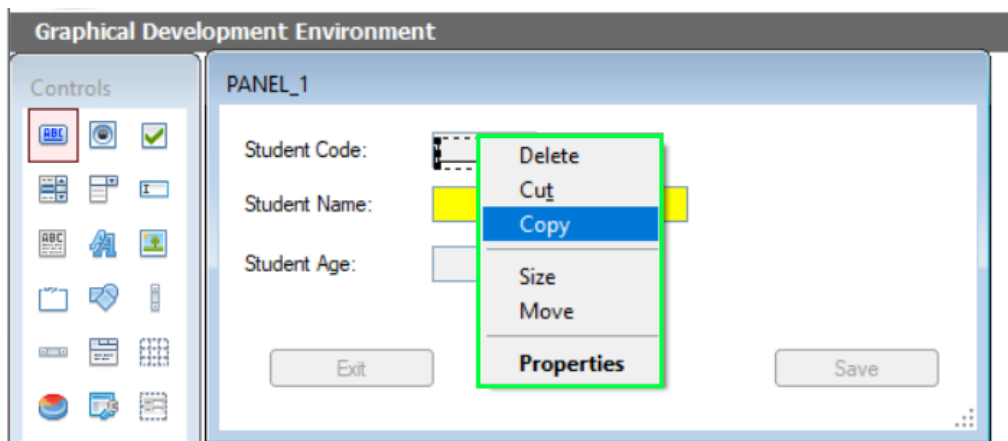 Graphical Development Environment
Controls
PANEL_1
Student Code:
Student Name:
Student Age:
Delete
Cut
Copy
Size
Move
Properties
Exit
Save